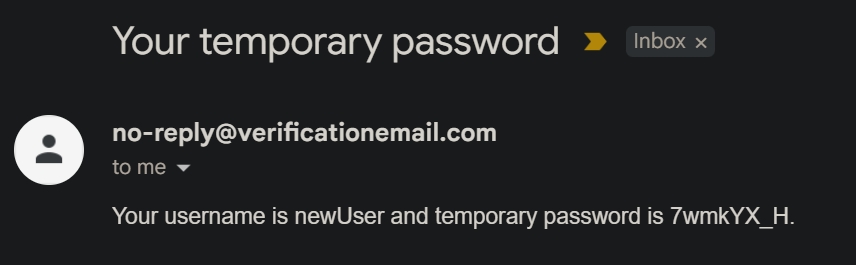 Your temporary password
Inbox ×
no-reply@verificationemail.com
to me
Your username is newUser and temporary password is 7wmkYX_H.